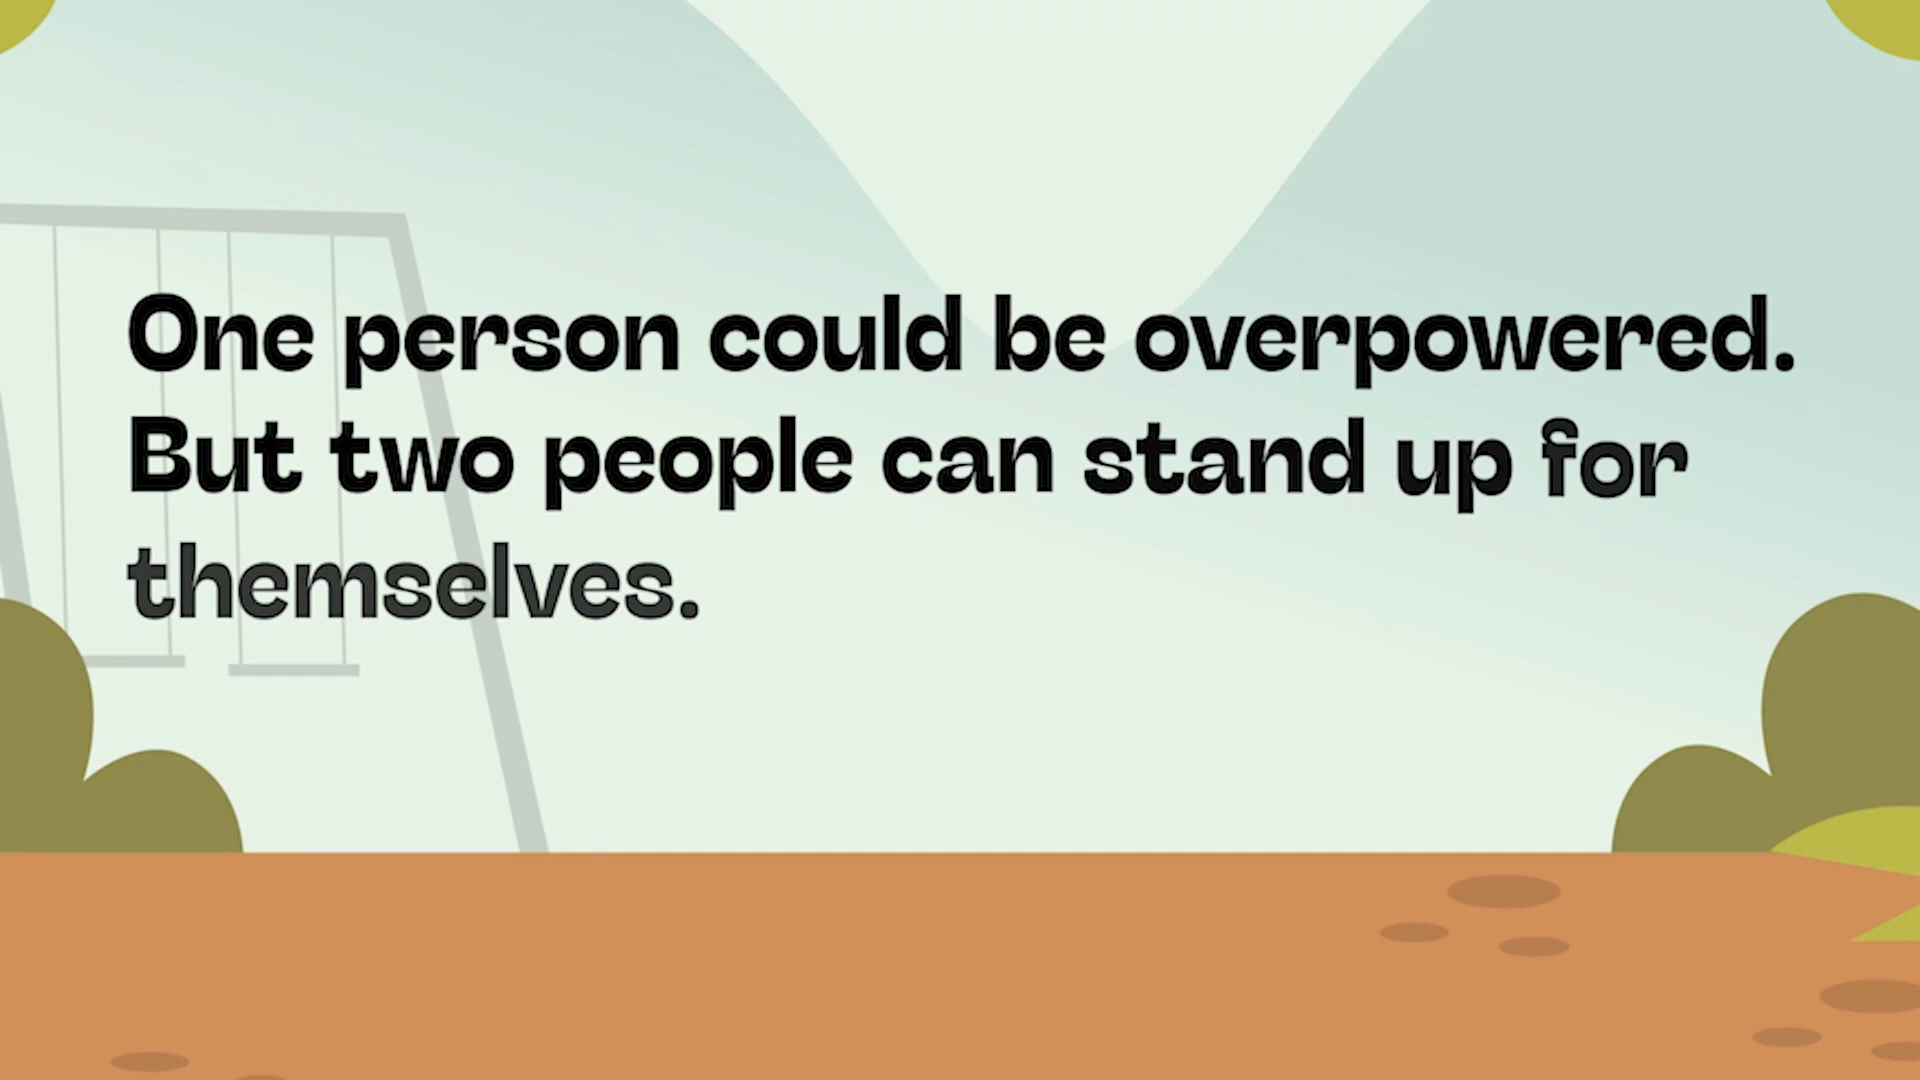 One person could be overpowered.
But two people can stand up for
themselves.